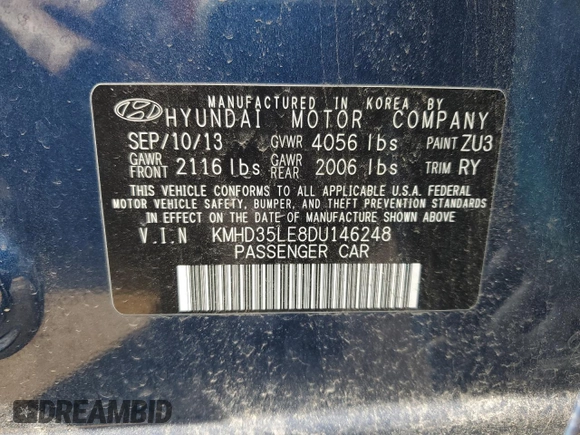 MANUFACTURED IN KOREA BY
HYUNDAI MOTOR COMPANY
SEP/10/13 GVWR 4056 lbs PAINT ZU3
GAWR FRONT 2116 lbs GAWR REAR 2006 lbs TRIM RY
THIS VEHICLE CONFORMS TO ALL APPLICABLE U.S.A. FEDERAL
MOTOR VEHICLE SAFETY, BUMPER, AND THEFT PREVENTION STANDARDS
IN EFFECT ON THE DATE OF MANUFACTURE SHOWN ABOVE
V.I.N KMHD35LE8DU146248
PASSENGER CAR
DREAMBID